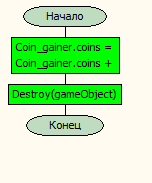 Начало
Coin_gainer.coins =
Coin_gainer.coins +
Destroy(gameObject)
Конец